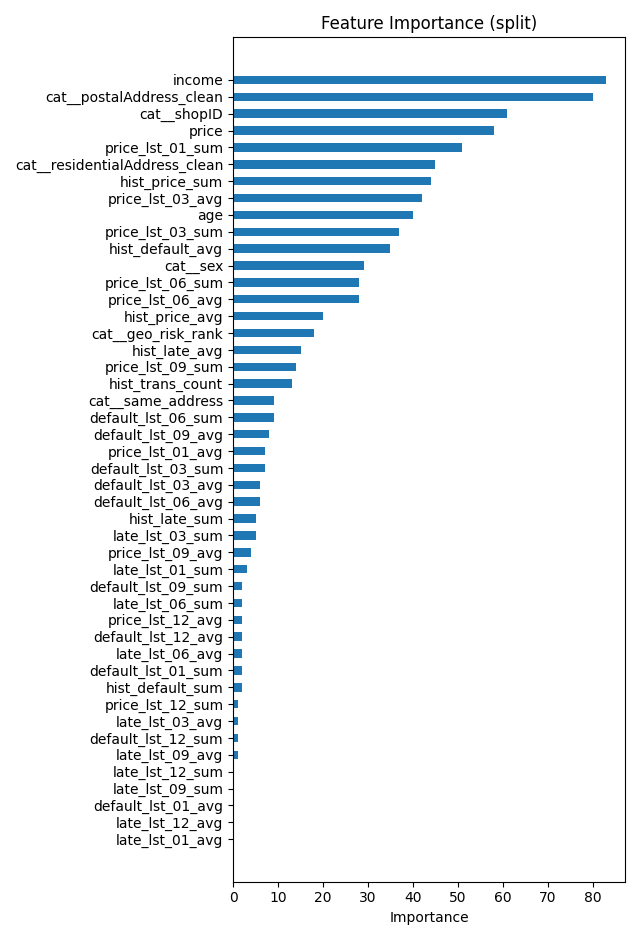 Feature Importance (split)
income
cat__postalAddress_clean
cat__shopID
price
price_lst_01_sum
cat__residentialAddress_clean
hist_price_sum
price_lst_03_avg
age
price_lst_03_sum
hist_default_avg
cat__sex
price_lst_06_sum
price_lst_06_avg
hist_price_avg
cat__geo_risk_rank
hist_late_avg
price_lst_09_sum
hist_trans_count
cat__same_address
default_lst_06_sum
default_lst_09_avg
price_lst_01_avg
default_lst_03_sum
default_lst_03_avg
default_lst_06_avg
hist_late_sum
late_lst_03_sum
price_lst_09_avg
late_lst_01_sum
default_lst_09_sum
late_lst_06_sum
price_lst_12_avg
default_lst_12_avg
late_lst_06_avg
default_lst_01_sum
hist_default_sum
price_lst_12_sum
late_lst_03_avg
default_lst_12_sum
late_lst_09_avg
late_lst_12_sum
late_lst_09_sum
default_lst_01_avg
late_lst_12_avg
late_lst_01_avg
0 10 20 30 40 50 60 70 80
Importance